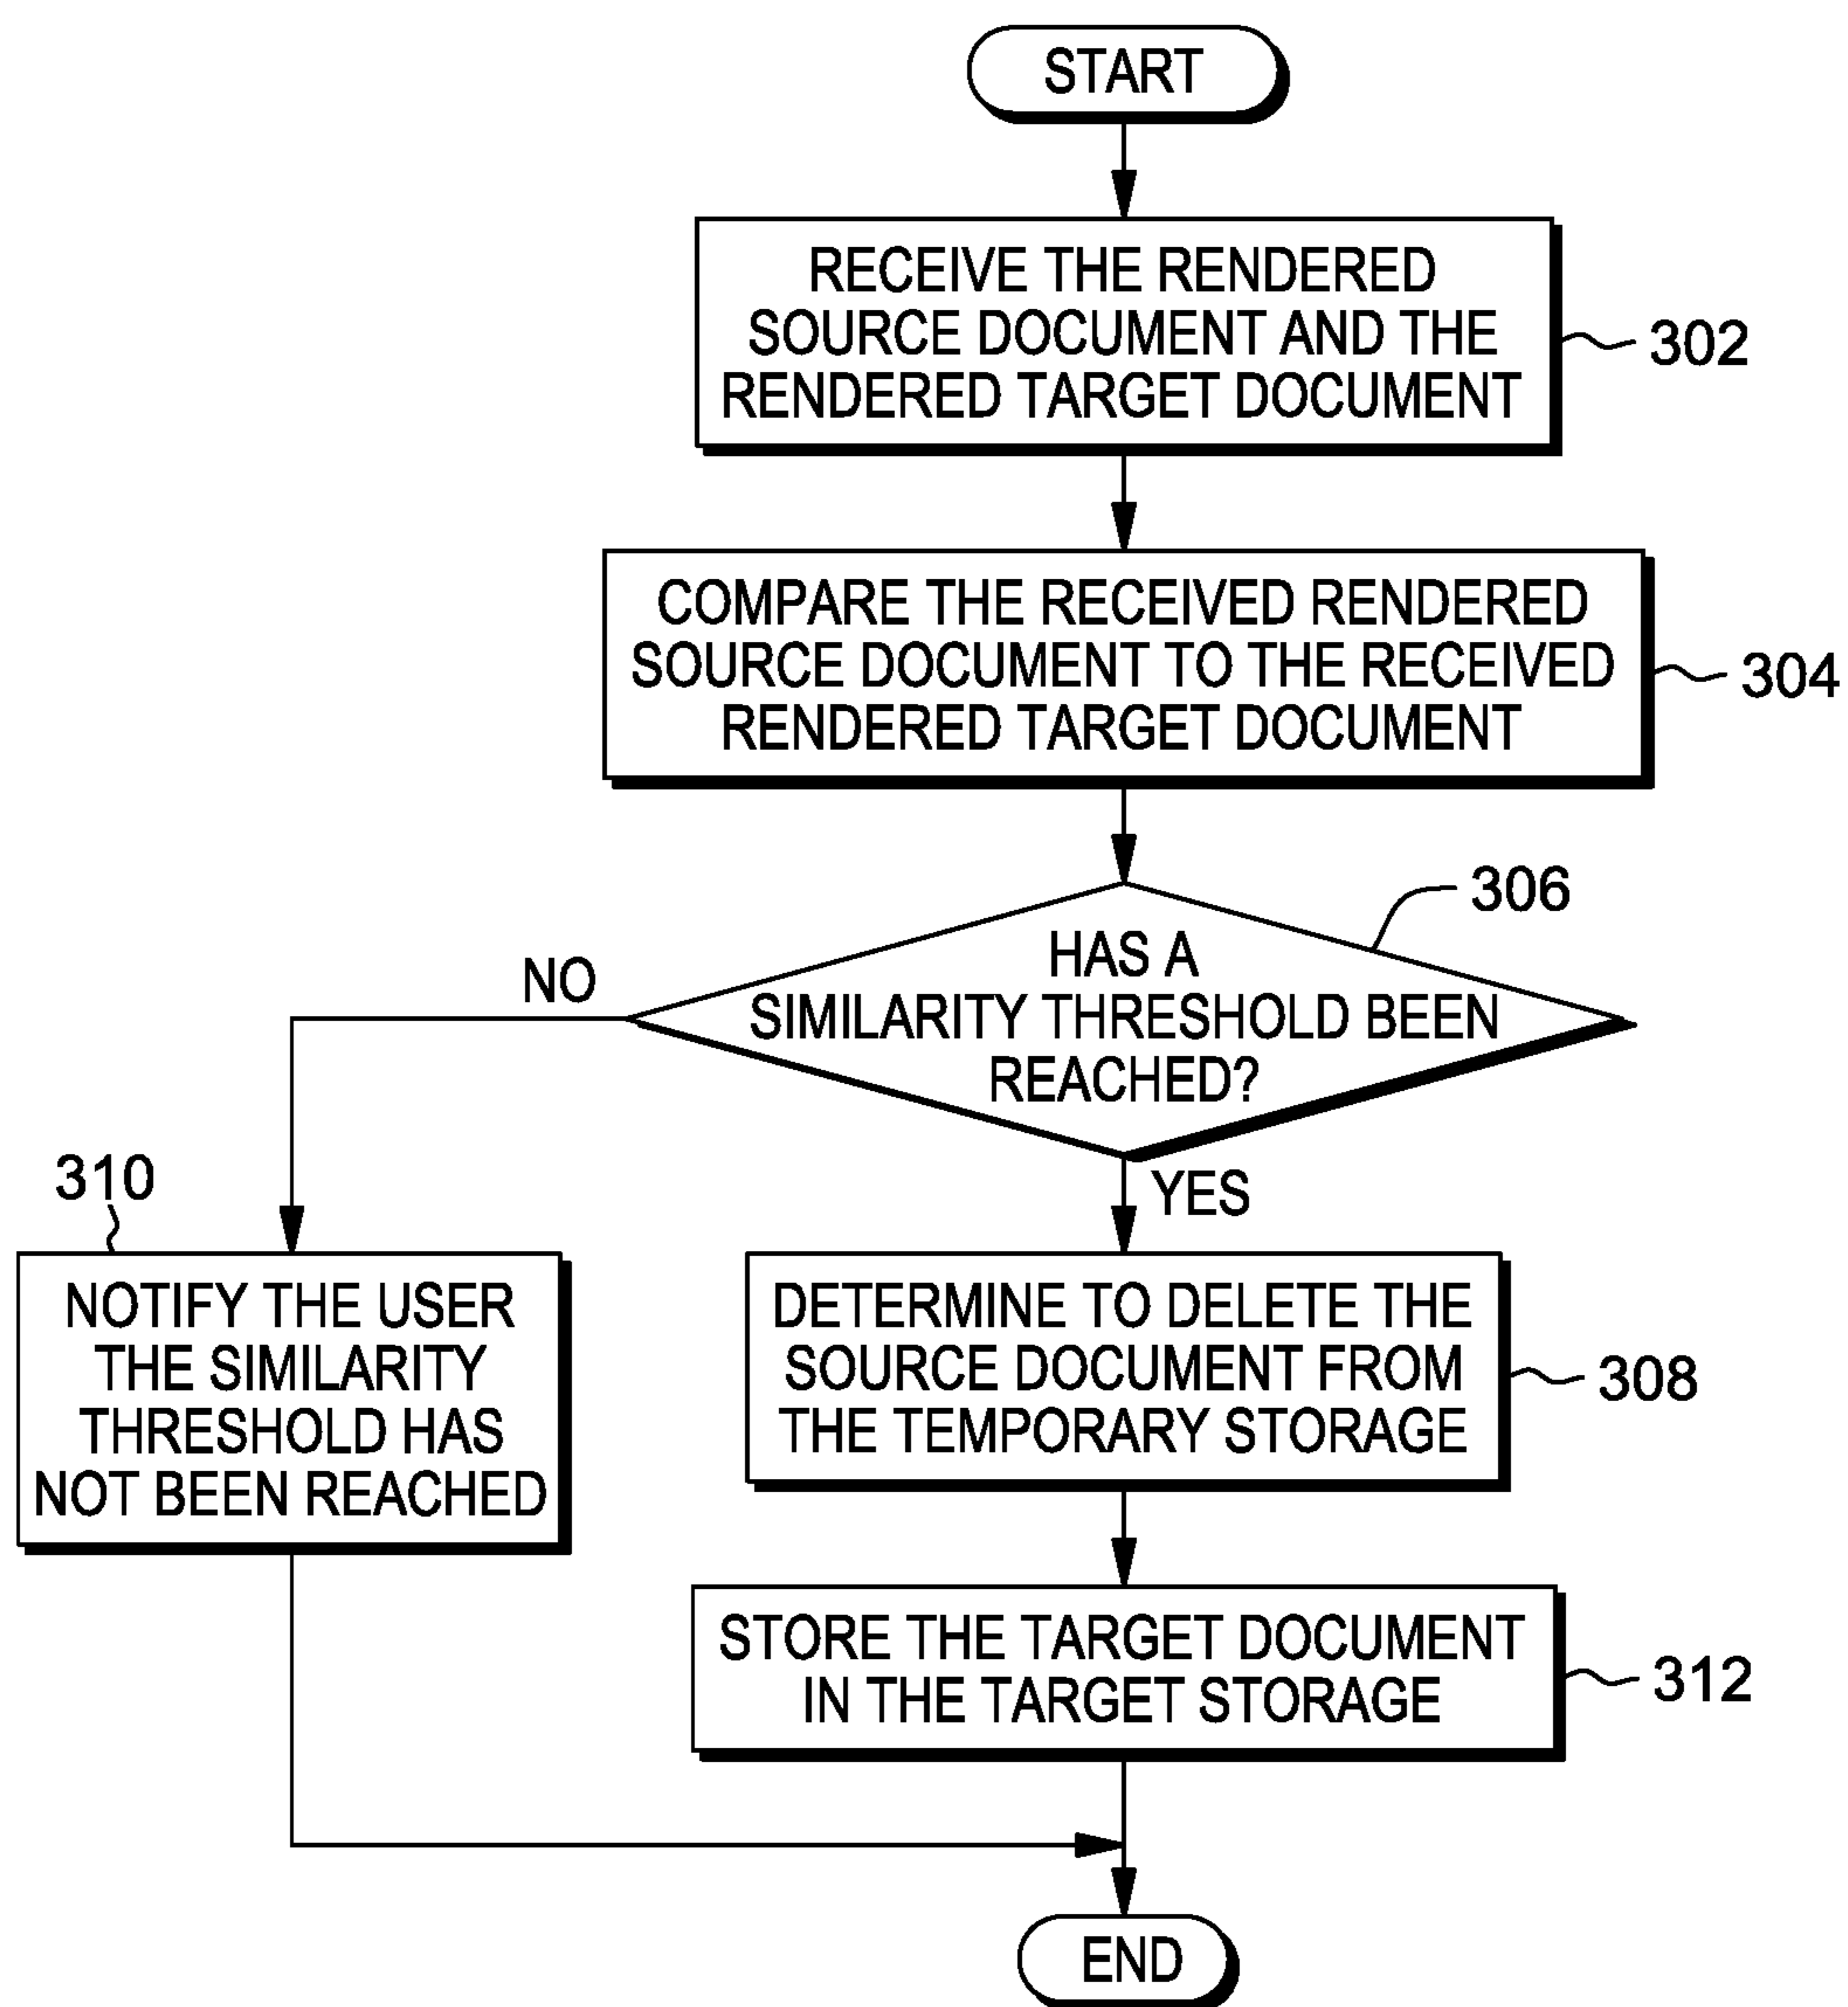 START
RECEIVE THE RENDERED
SOURCE DOCUMENT AND THE
RENDERED TARGET DOCUMENT
302
COMPARE THE RECEIVED RENDERED
SOURCE DOCUMENT TO THE RECEIVED
RENDERED TARGET DOCUMENT
304
306
HAS A
SIMILARITY THRESHOLD BEEN
REACHED?
NO
YES
310
NOTIFY THE USER
THE SIMILARITY
THRESHOLD HAS
NOT BEEN REACHED
DETERMINE TO DELETE THE
SOURCE DOCUMENT FROM
THE TEMPORARY STORAGE
308
STORE THE TARGET DOCUMENT
IN THE TARGET STORAGE
312
END